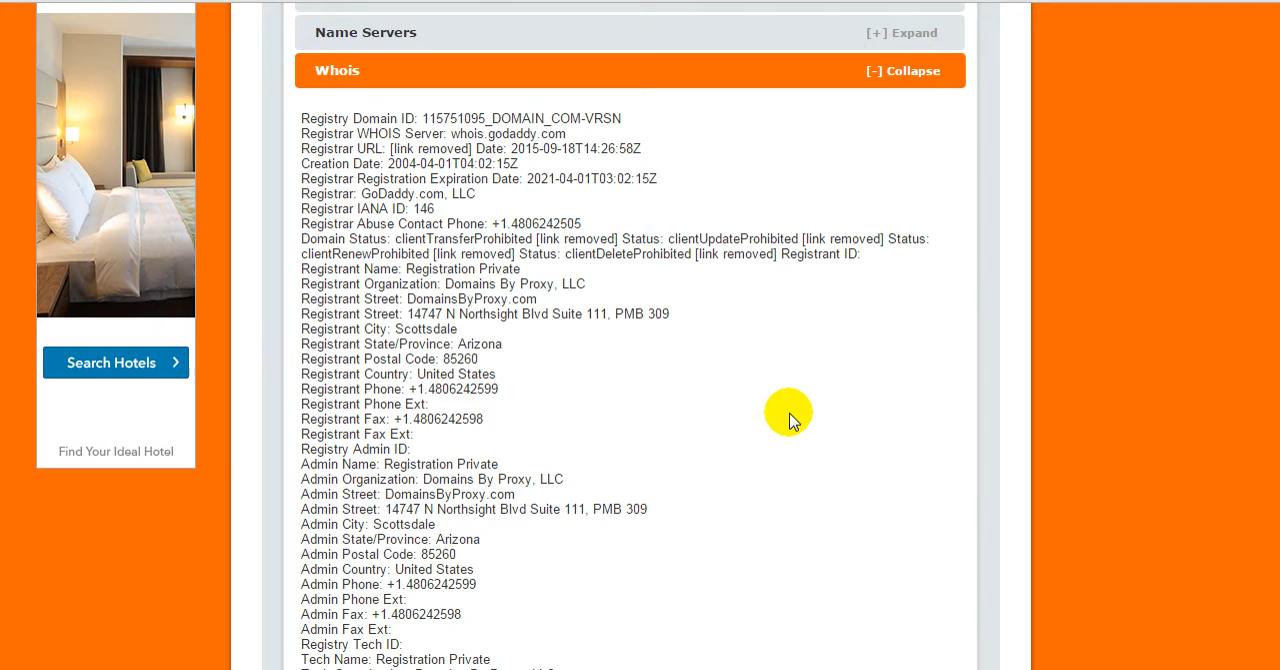 Name Servers
[+] Expand
Whois
[-] Collapse
Registry Domain ID: 115751095_DOMAIN_COM-VRSN
Registrar WHOIS Server: whois.godaddy.com
Registrar URL: [link removed] Date: 2015-09-18T14:26:58Z
Creation Date: 2004-04-01T04:02:15Z
Registrar Registration Expiration Date: 2021-04-01T03:02:15Z
Registrar: GoDaddy.com, LLC
Registrar IANA ID: 146
Registrar Abuse Contact Phone: +1.4806242505
Domain Status: clientTransferProhibited [link removed] Status: clientUpdateProhibited [link removed] Status:
clientRenewProhibited [link removed] Status: clientDeleteProhibited [link removed] Registrant ID:
Registrant Name: Registration Private
Registrant Organization: Domains By Proxy, LLC
Registrant Street: DomainsByProxy.com
Registrant Street: 14747 N Northsight Blvd Suite 111, PMB 309
Registrant City: Scottsdale
Registrant State/Province: Arizona
Registrant Postal Code: 85260
Registrant Country: United States
Registrant Phone: +1.4806242599
Registrant Phone Ext:
Registrant Fax: +1.4806242598
Registrant Fax Ext:
Registry Admin ID:
Admin Name: Registration Private
Admin Organization: Domains By Proxy, LLC
Admin Street: DomainsByProxy.com
Admin Street: 14747 N Northsight Blvd Suite 111, PMB 309
Admin City: Scottsdale
Admin State/Province: Arizona
Admin Postal Code: 85260
Admin Country: United States
Admin Phone: +1.4806242599
Admin Phone Ext:
Admin Fax: +1.4806242598
Admin Fax Ext:
Registry Tech ID:
Tech Name: Registration Private
Search Hotels
Find Your Ideal Hotel